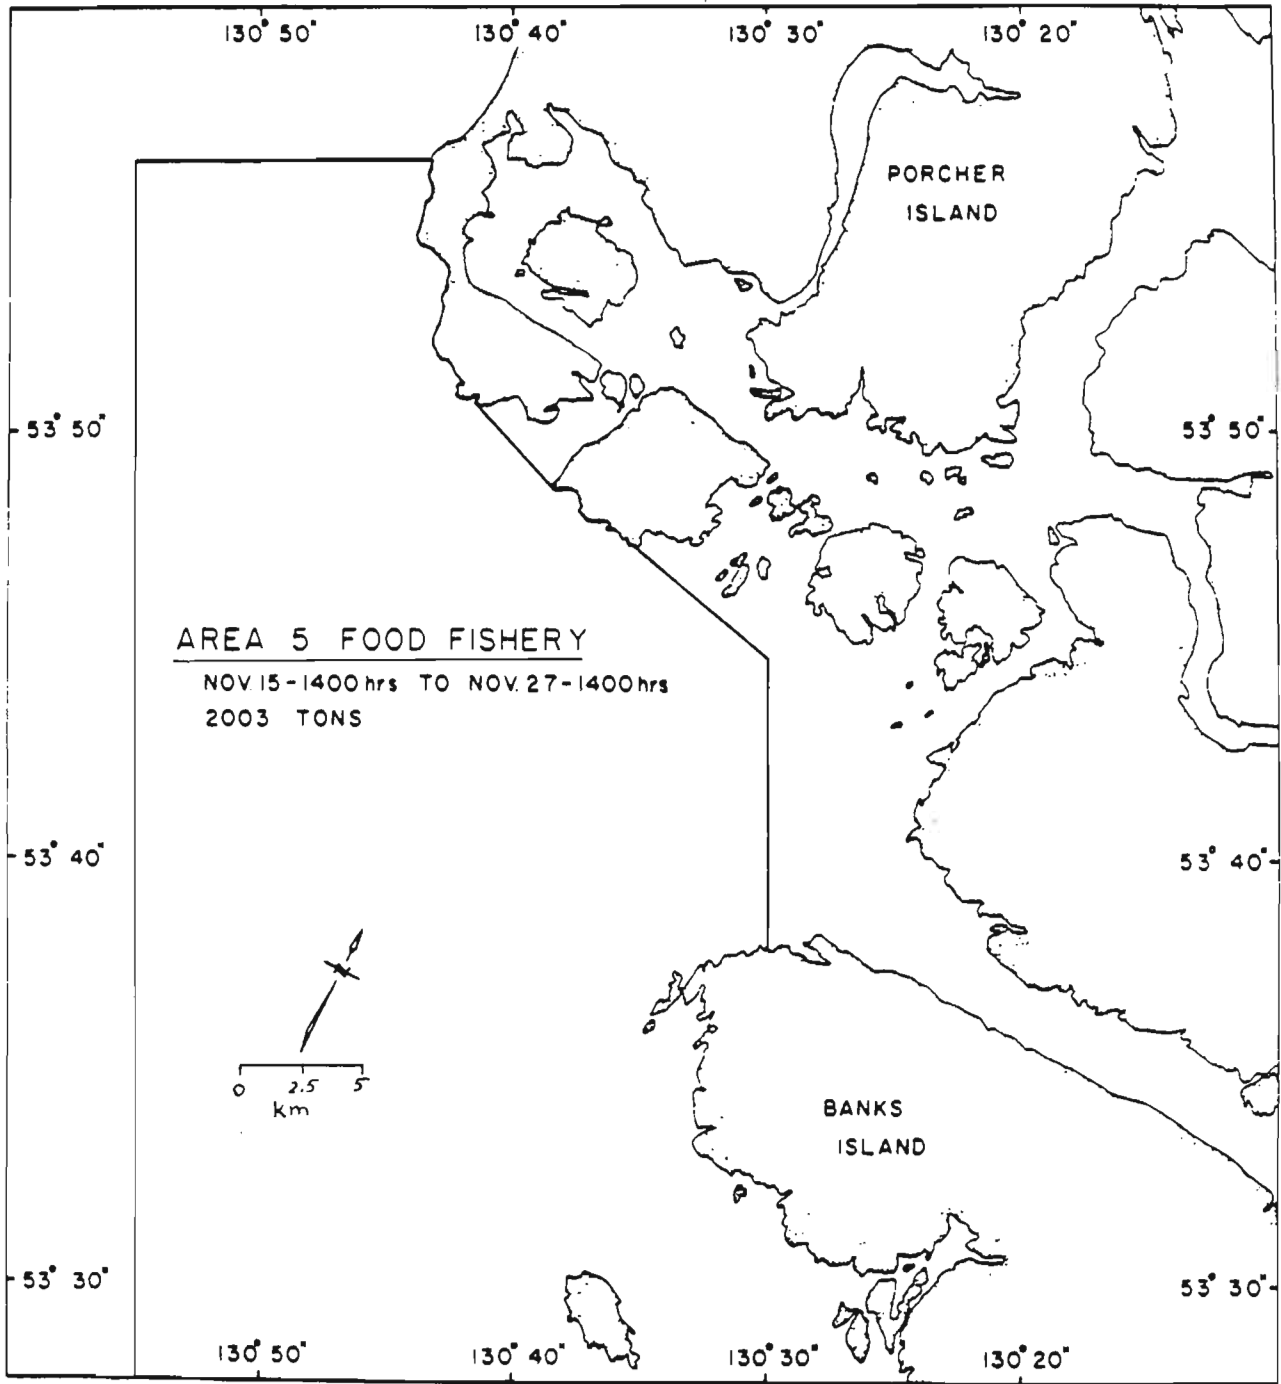 130° 50" 130° 40" 130° 30" 130° 20"
PORCHER
ISLAND
53° 50" 53° 50"
AREA 5 FOOD FISHERY
NOV. 15-1400 hrs TO NOV. 27-1400 hrs
2003 TONS
53° 40" 53° 40"
0 2.5 5
km
BANKS
ISLAND
53° 30" 53° 30"
130° 50" 130° 40" 130° 30" 130° 20"